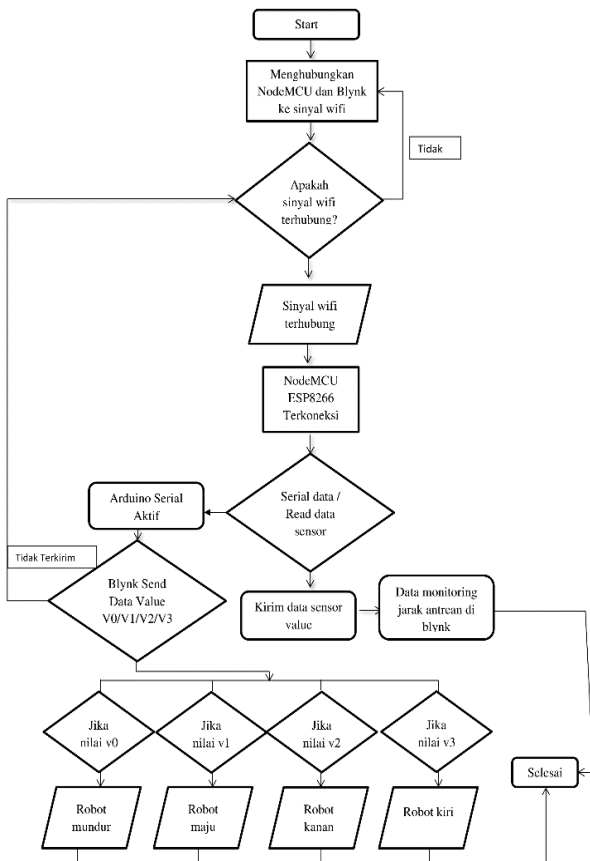 Start
Menghubungkan
NodeMCU dan Blynk
ke sinyal wifi
Tidak
Apakah
sinyal wifi
terhubung?
Sinyal wifi
terhubung
NodeMCU
ESP8266
Terkoneksi
Serial data /
Read data
sensor
Arduino Serial
Aktif
Tidak Terkirim
Blynk Send
Data Value
V0/V1/V2/V3
Kirim data sensor
value
Data monitoring
jarak antrean di
blynk
Jika
nilai v0
Jika
nilai v1
Jika
nilai v2
Jika
nilai v3
Selesai
Robot
mundur
Robot
maju
Robot
kanan
Robot kiri